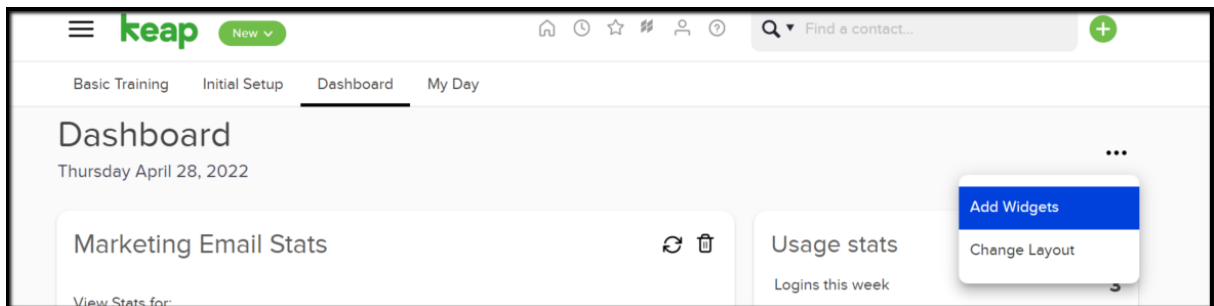 keap New Find a contact...
Basic Training Initial Setup Dashboard My Day
Dashboard
Thursday April 28, 2022
Add Widgets
Change Layout
Marketing Email Stats
View Stats for:
Usage stats
Logins this week 3